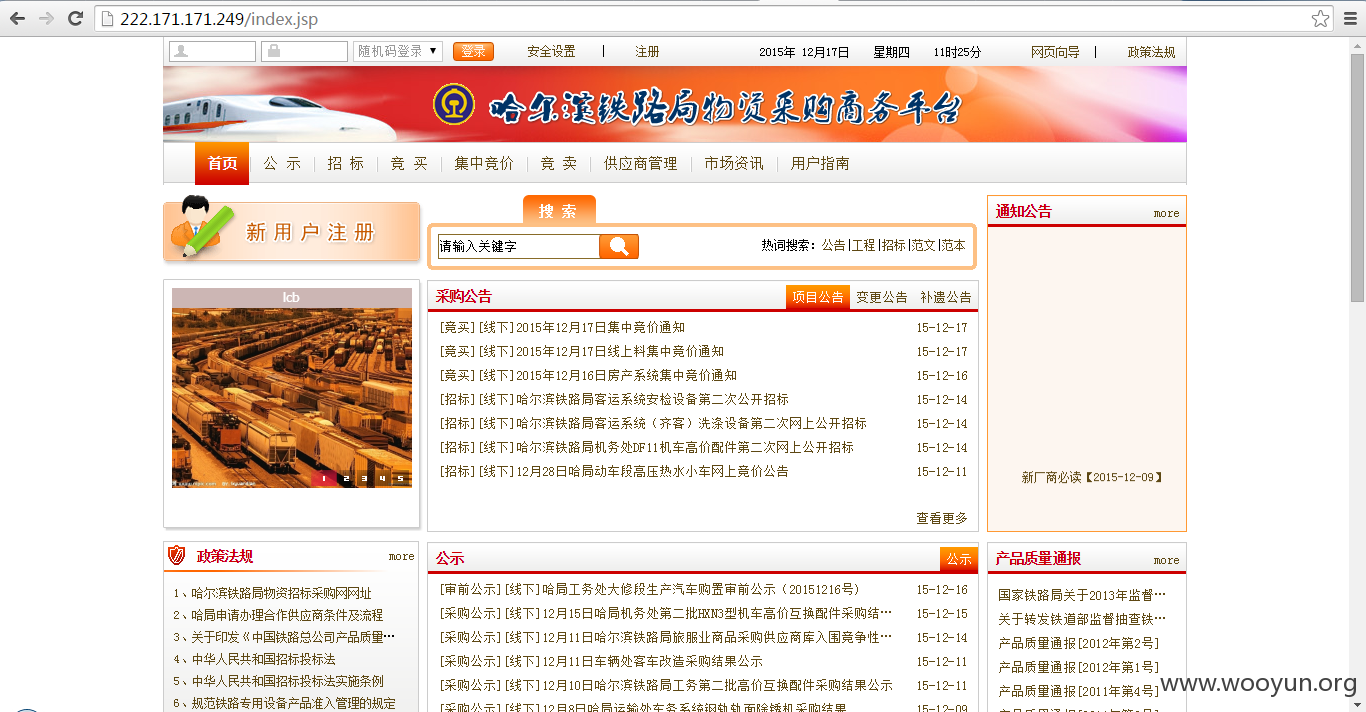 222.171.171.249/index.jsp
随机码登录 登录 安全设置 | 注册 2015年 12月17日 星期四 11时25分 网页向导 | 政策法规
哈尔滨铁路局物资采购商务平台
首页 公 示 招 标 竞 买 集中竞价 竞 卖 供应商管理 市场资讯 用户指南
新用户注册
搜 索
请输入关键字
热词搜索：公告|工程|招标|范文|范本
通知公告 more
新厂商必读【2015-12-09】
lcb
1 2 3 4 5
采购公告 项目公告 变更公告 补遗公告
[竞买][线下]2015年12月17日集中竞价通知 15-12-17
[竞买][线下]2015年12月17日线上料集中竞价通知 15-12-17
[竞买][线下]2015年12月16日房产系统集中竞价通知 15-12-16
[招标][线下]哈尔滨铁路局客运系统安检设备第二次公开招标 15-12-14
[招标][线下]哈尔滨铁路局客运系统（齐客）洗涤设备第二次网上公开招标 15-12-14
[招标][线下]哈尔滨铁路局机务处DF11机车高价配件第二次网上公开招标 15-12-14
[招标][线下]12月28日哈局动车段高压热水小车网上竞价公告 15-12-11
查看更多
政策法规 more
1、哈尔滨铁路局物资招标采购网网址
2、哈局申请办理合作供应商条件及流程
3、关于印发《中国铁路总公司产品质量…
4、中华人民共和国招标投标法
5、中华人民共和国招标投标法实施条例
6、规范铁路专用设备产品准入管理的规定
公示 公示
[审前公示][线下]哈局工务处大修段生产汽车购置审前公示（20151216号） 15-12-16
[采购公示][线下]12月15日哈局机务处第二批HXN3型机车高价互换配件采购结… 15-12-15
[采购公示][线下]12月11日哈尔滨铁路局旅服业商品采购供应商库入围竞争性… 15-12-14
[采购公示][线下]12月11日车辆处客车改造采购结果公示 15-12-11
[采购公示][线下]12月10日哈尔滨铁路局工务第二批高价互换配件采购结果公示 15-12-11
[采购公示][线下]12月8日哈局运输处车务系统钢轨轨面除锈机采购结果 15-12-09
产品质量通报 more
国家铁路局关于2013年监督…
关于转发铁道部监督抽查铁…
产品质量通报[2012年第2号]
产品质量通报[2012年第1号]
产品质量通报[2011年第4号]
www.wooyun.org